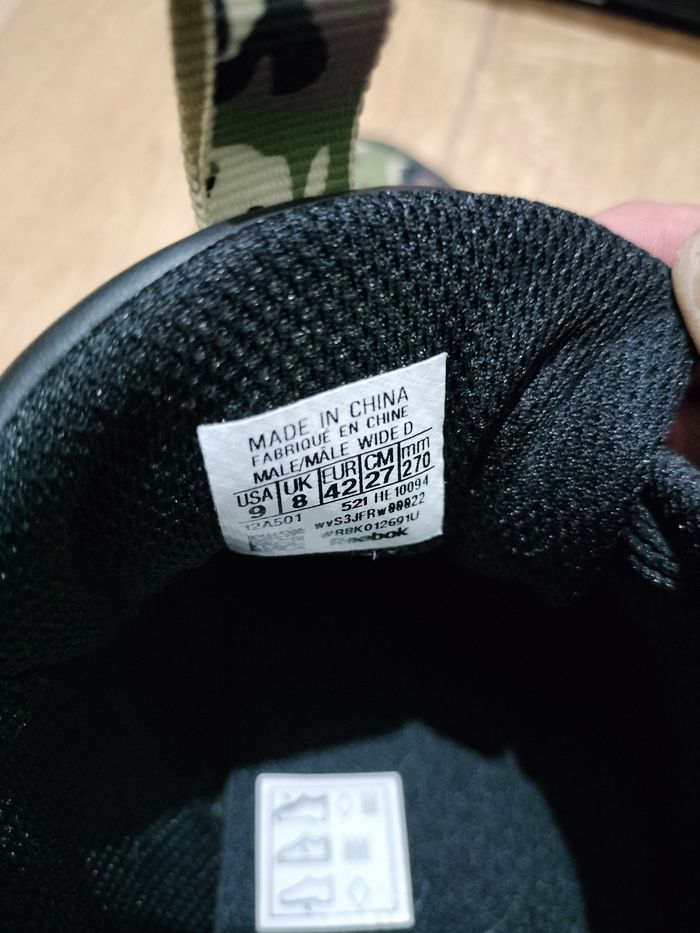 MADE IN CHINA
FABRIQUÉ EN CHINE
MALE/MÂLE WIDE D
USA UK EUR CM mm
9 8 42 27 270
12A501 521 HE10094
#RBK012691U
Reebok